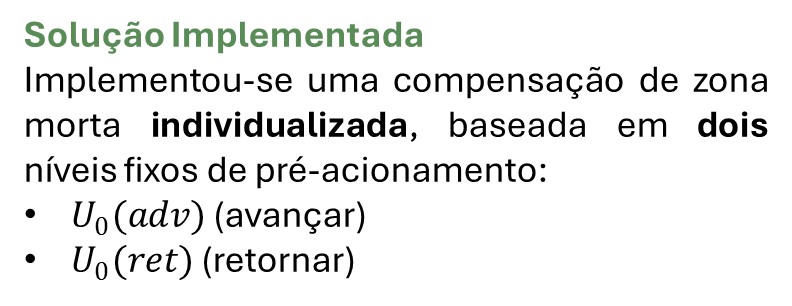 Solução Implementada
Implementou-se uma compensação de zona
morta individualizada, baseada em dois
níveis fixos de pré-acionamento:
• U₀(adv) (avançar)
• U₀(ret) (retornar)